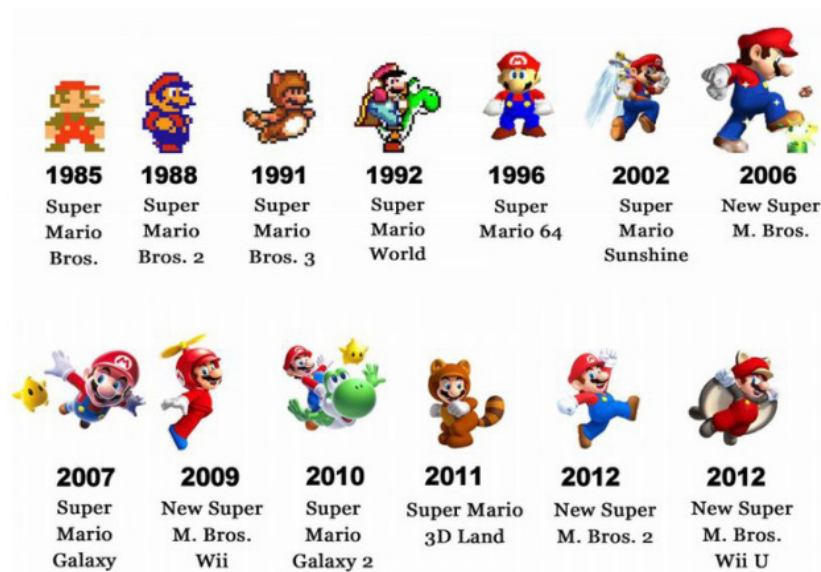 1985 1988 1991 1992 1996 2002 2006
Super Super Super Super Super Super New Super
Mario Mario Mario Mario Mario 64 Mario M. Bros.
Bros. Bros. 2 Bros. 3 World Sunshine
2007 2009 2010 2011 2012 2012
Super New Super Super Super Mario New Super New Super
Mario M. Bros. Mario 3D Land M. Bros. 2 M. Bros.
Galaxy Wii Galaxy 2 Wii U